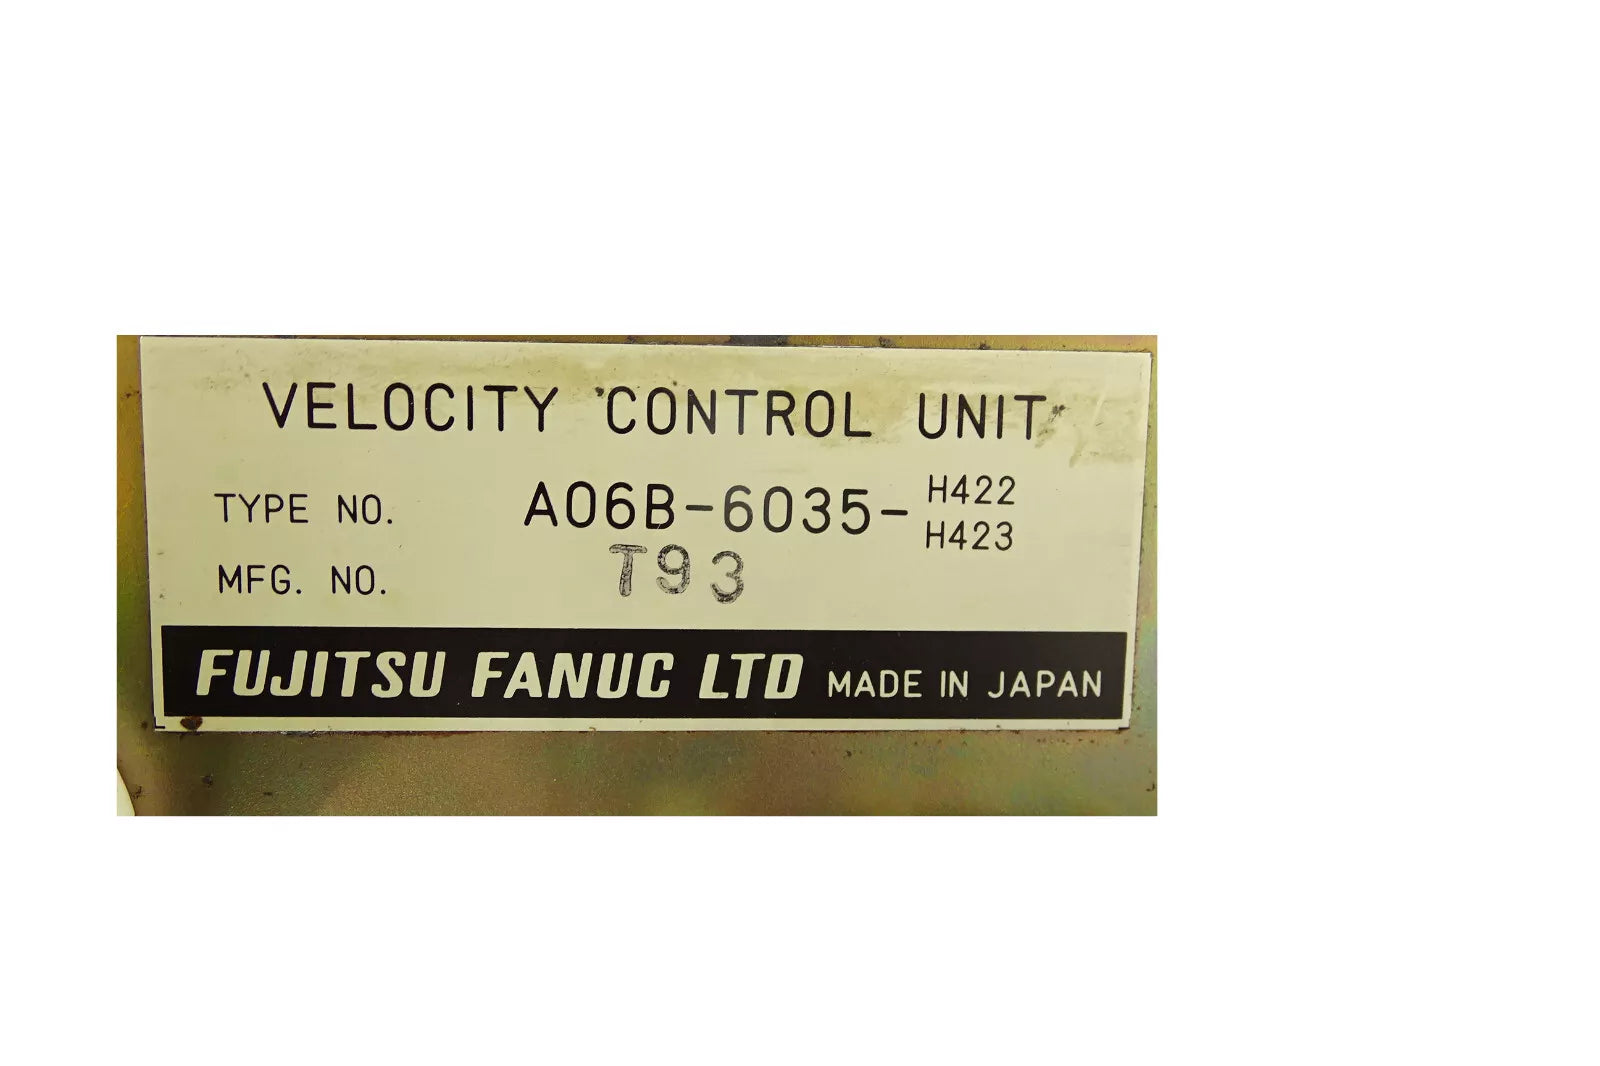 VELOCITY CONTROL UNIT
TYPE NO. A06B-6035-H422
H423
MFG. NO. T93
FUJITSU FANUC LTD MADE IN JAPAN